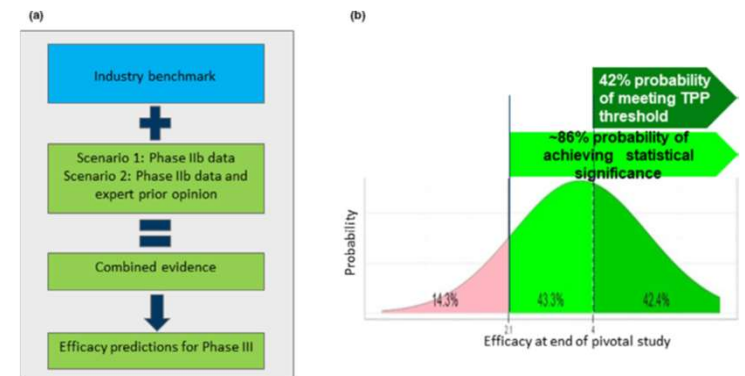 (a)
Industry benchmark
Scenario 1: Phase IIb data
Scenario 2: Phase IIb data and
expert prior opinion
Combined evidence
Efficacy predictions for Phase III
(b)
42% probability
of meeting TPP
threshold
~86% probability of
achieving statistical
significance
Probability
14.3%
43.3%
42.4%
2.1
4
Efficacy at end of pivotal study